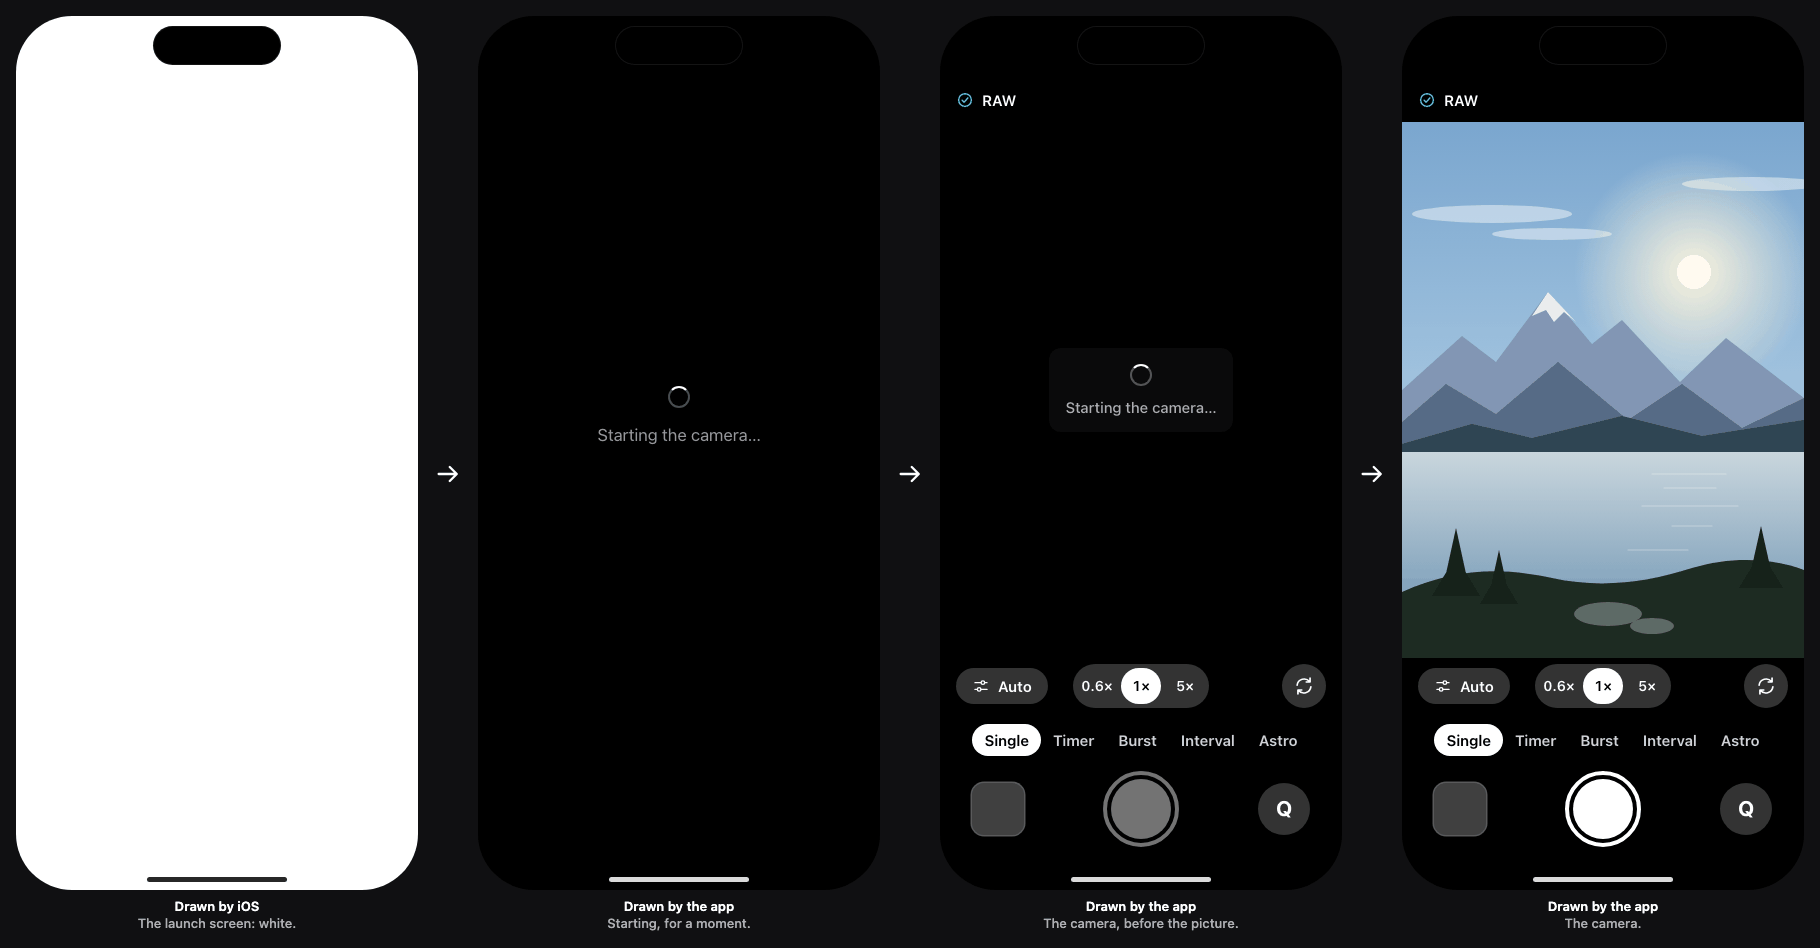 Drawn by iOS
The launch screen: white.
Starting the camera...
Drawn by the app
Starting, for a moment.
RAW
Starting the camera...
Auto
0.6× 1× 5×
Single Timer Burst Interval Astro
Q
Drawn by the app
The camera, before the picture.
RAW
Auto
0.6× 1× 5×
Single Timer Burst Interval Astro
Q
Drawn by the app
The camera.